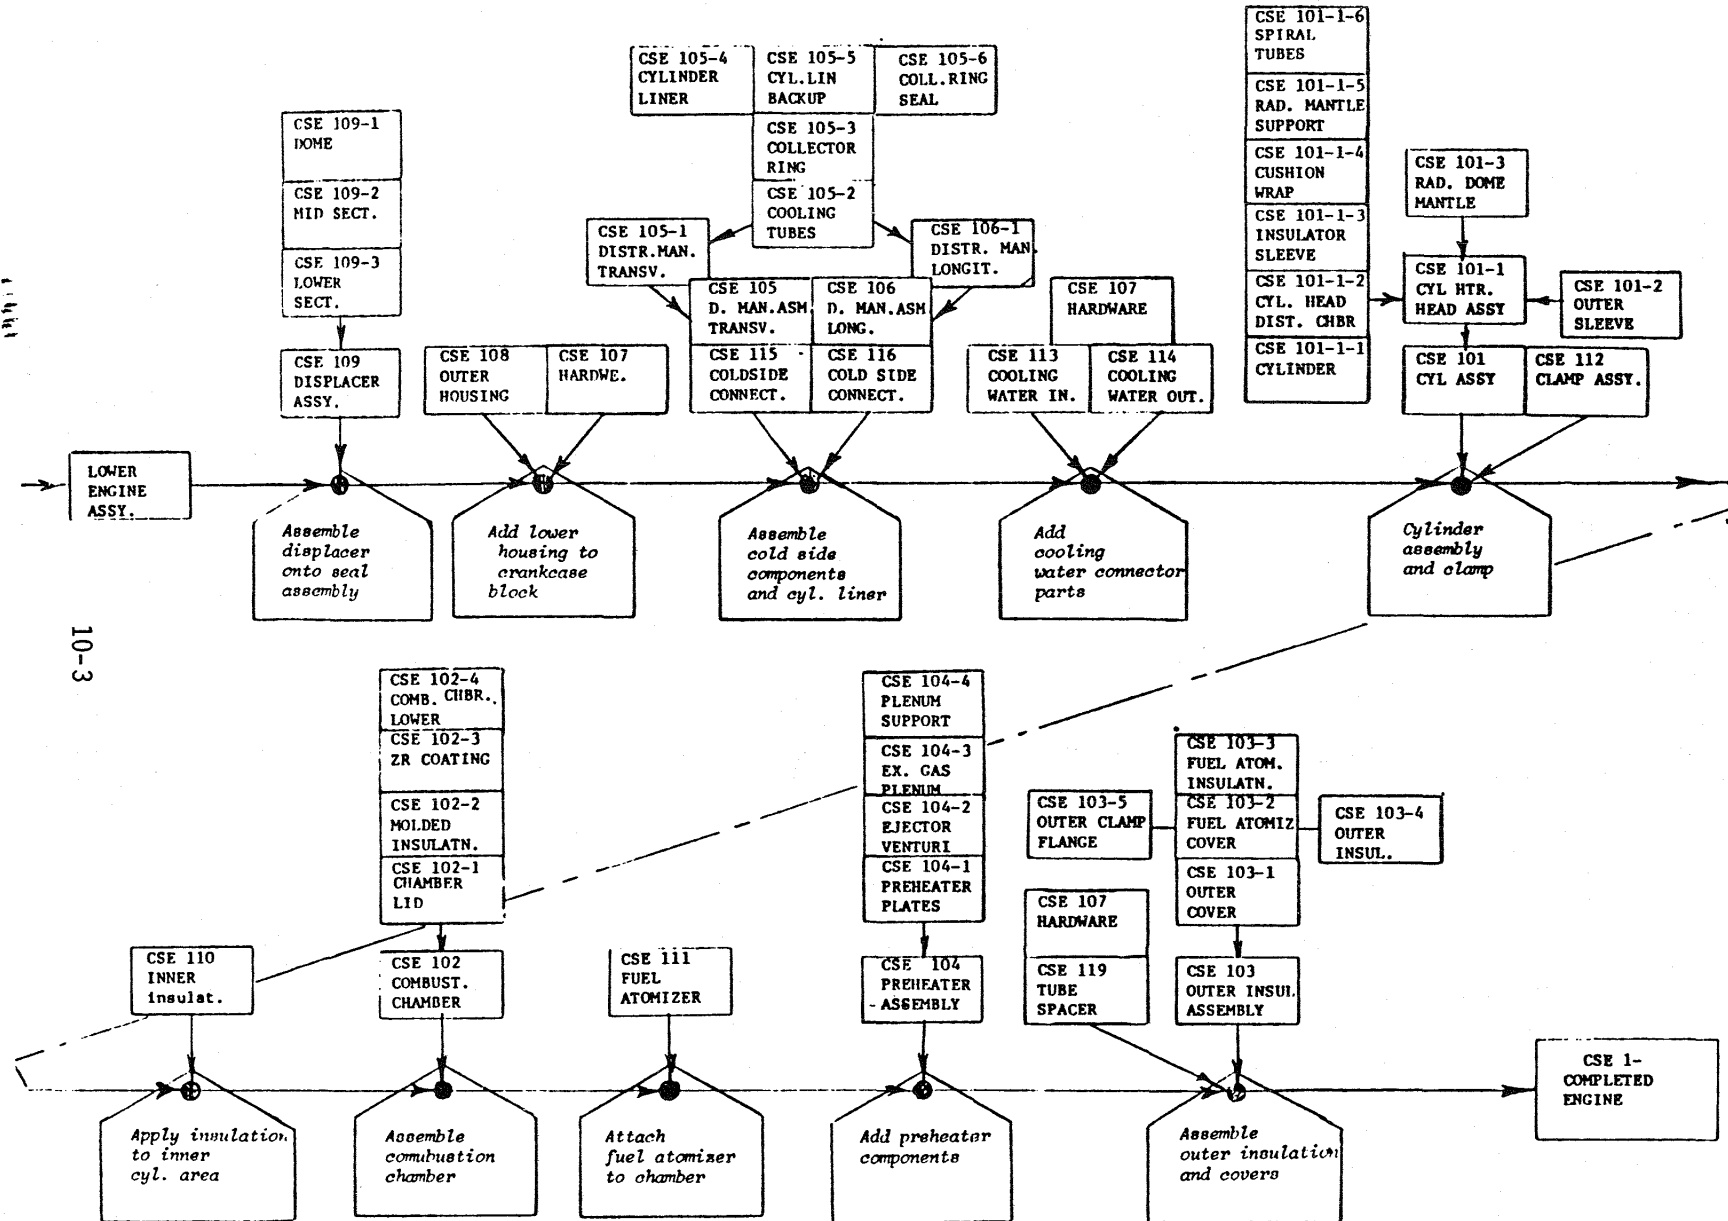 CSE 101-1-6
SPIRAL
TUBES
CSE 101-1-5
RAD. MANTLE
SUPPORT
CSE 101-1-4
CUSHION
WRAP
CSE 101-1-3
INSULATOR
SLEEVE
CSE 101-1-2
CYL. HEAD
DIST. CHBR
CSE 101-1-1
CYLINDER
CSE 105-4
CYLINDER
LINER
CSE 105-5
CYL.LIN
BACKUP
CSE 105-6
COLL.RING
SEAL
CSE 105-3
COLLECTOR
RING
CSE 105-2
COOLING
TUBES
CSE 109-1
DOME
CSE 109-2
MID SECT.
CSE 109-3
LOWER
SECT.
CSE 109
DISPLACER
ASSY.
CSE 108
OUTER
HOUSING
CSE 107
HARDWE.
CSE 105-1
DISTR.MAN.
TRANSV.
CSE 106-1
DISTR. MAN.
LONGIT.
CSE 105
D. MAN.ASM
TRANSV.
CSE 106
D. MAN.ASM
LONG.
CSE 115
COLDSIDE
CONNECT.
CSE 116
COLD SIDE
CONNECT.
CSE 107
HARDWARE
CSE 113
COOLING
WATER IN.
CSE 114
COOLING
WATER OUT.
CSE 101-3
RAD. DOME
MANTLE
CSE 101-1
CYL HTR.
HEAD ASSY
CSE 101-2
OUTER
SLEEVE
CSE 101
CYL ASSY
CSE 112
CLAMP ASSY.
LOWER
ENGINE
ASSY.
Assemble
displacer
onto seal
assembly
Add lower
housing to
crankcase
block
Assemble
cold side
components
and cyl. liner
Add
cooling
water connector
parts
Cylinder
assembly
and clamp
10-3
CSE 102-4
COMB. CHBR..
LOWER
CSE 102-3
ZR COATING
CSE 102-2
MOLDED
INSULATN.
CSE 102-1
CHAMBER
LID
CSE 104-4
PLENUM
SUPPORT
CSE 104-3
EX. GAS
PLENUM
CSE 104-2
EJECTOR
VENTURI
CSE 104-1
PREHEATER
PLATES
CSE 103-3
FUEL ATOM.
INSULATN.
CSE 103-5
OUTER CLAMP
FLANGE
CSE 103-2
FUEL ATOMIZ
COVER
CSE 103-4
OUTER
INSUL.
CSE 103-1
OUTER
COVER
CSE 107
HARDWARE
CSE 110
INNER
insulat.
CSE 102
COMBUST.
CHAMBER
CSE 111
FUEL
ATOMIZER
CSE 104
PREHEATER
ASSEMBLY
CSE 119
TUBE
SPACER
CSE 103
OUTER INSUL
ASSEMBLY
CSE 1-
COMPLETED
ENGINE
Apply insulation
to inner
cyl. area
Assemble
comubustion
chamber
Attach
fuel atomizer
to chamber
Add preheater
components
Assemble
outer insulation
and covers